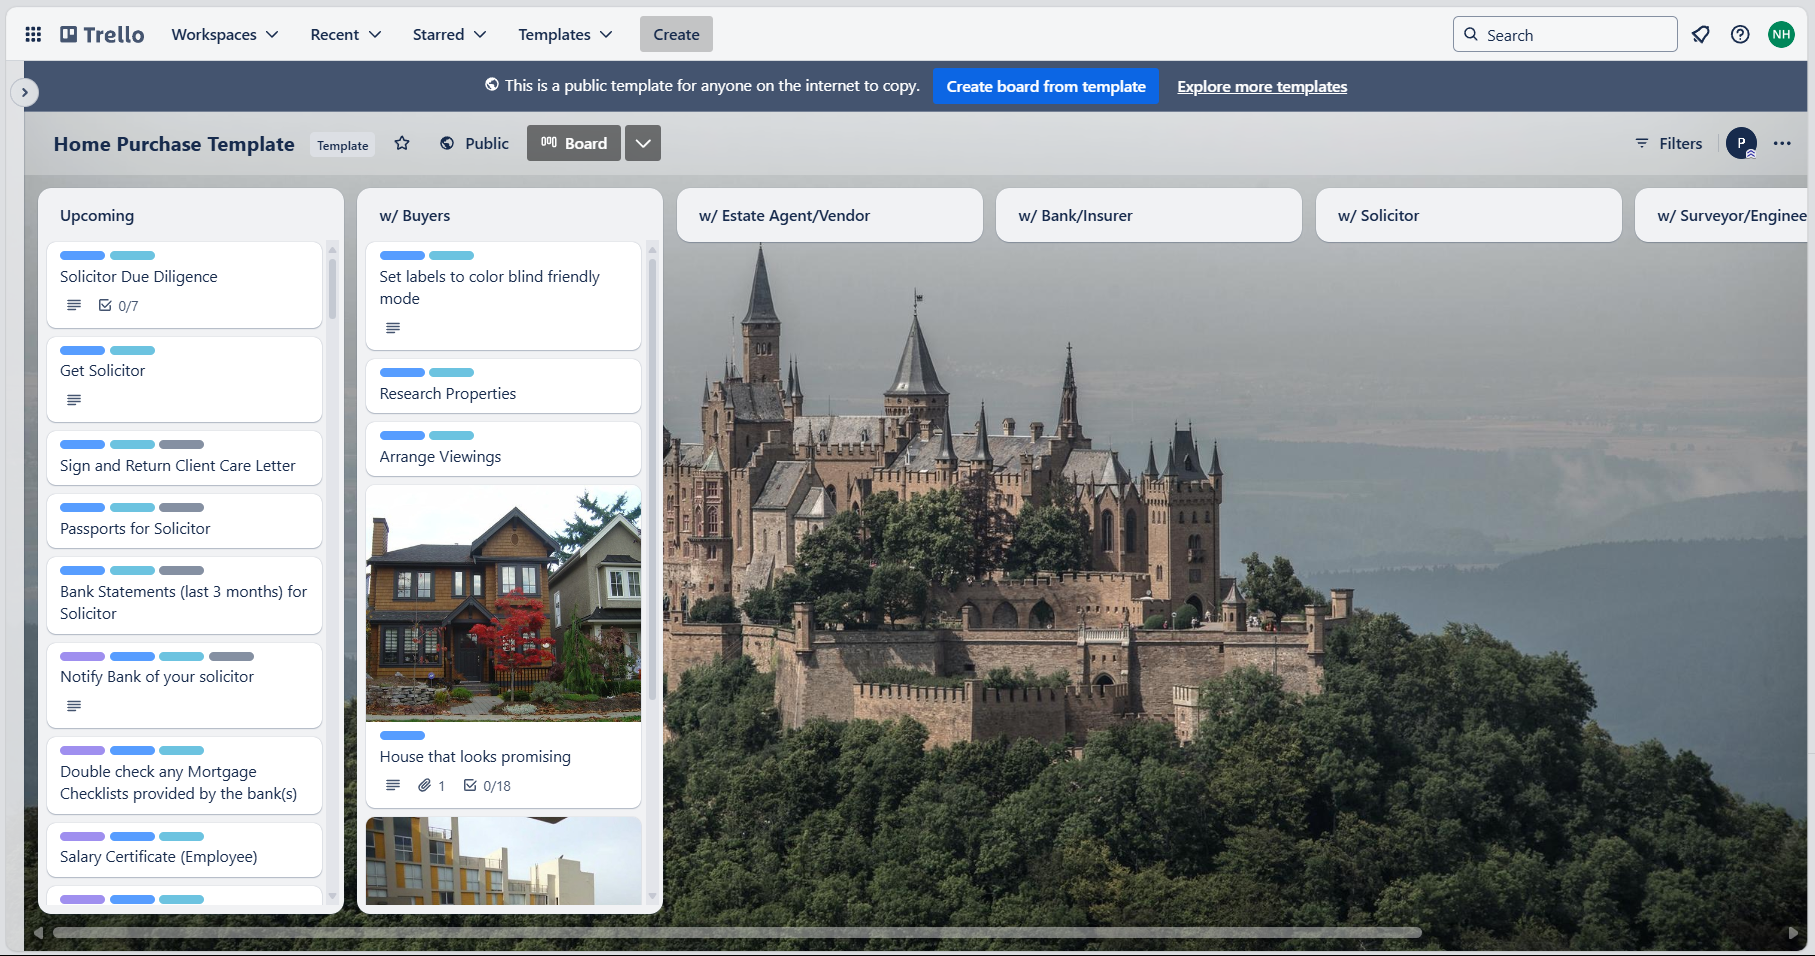 Trello
Workspaces
Recent
Starred
Templates
Create
Search
NH
This is a public template for anyone on the internet to copy.
Create board from template
Explore more templates
Home Purchase Template
Template
Public
Board
Filters
P
Upcoming
Solicitor Due Diligence
0/7
Get Solicitor
Sign and Return Client Care Letter
Passports for Solicitor
Bank Statements (last 3 months) for
Solicitor
Notify Bank of your solicitor
Double check any Mortgage
Checklists provided by the bank(s)
Salary Certificate (Employee)
w/ Buyers
Set labels to color blind friendly
mode
Research Properties
Arrange Viewings
House that looks promising
1
0/18
w/ Estate Agent/Vendor
w/ Bank/Insurer
w/ Solicitor
w/ Surveyor/Enginee